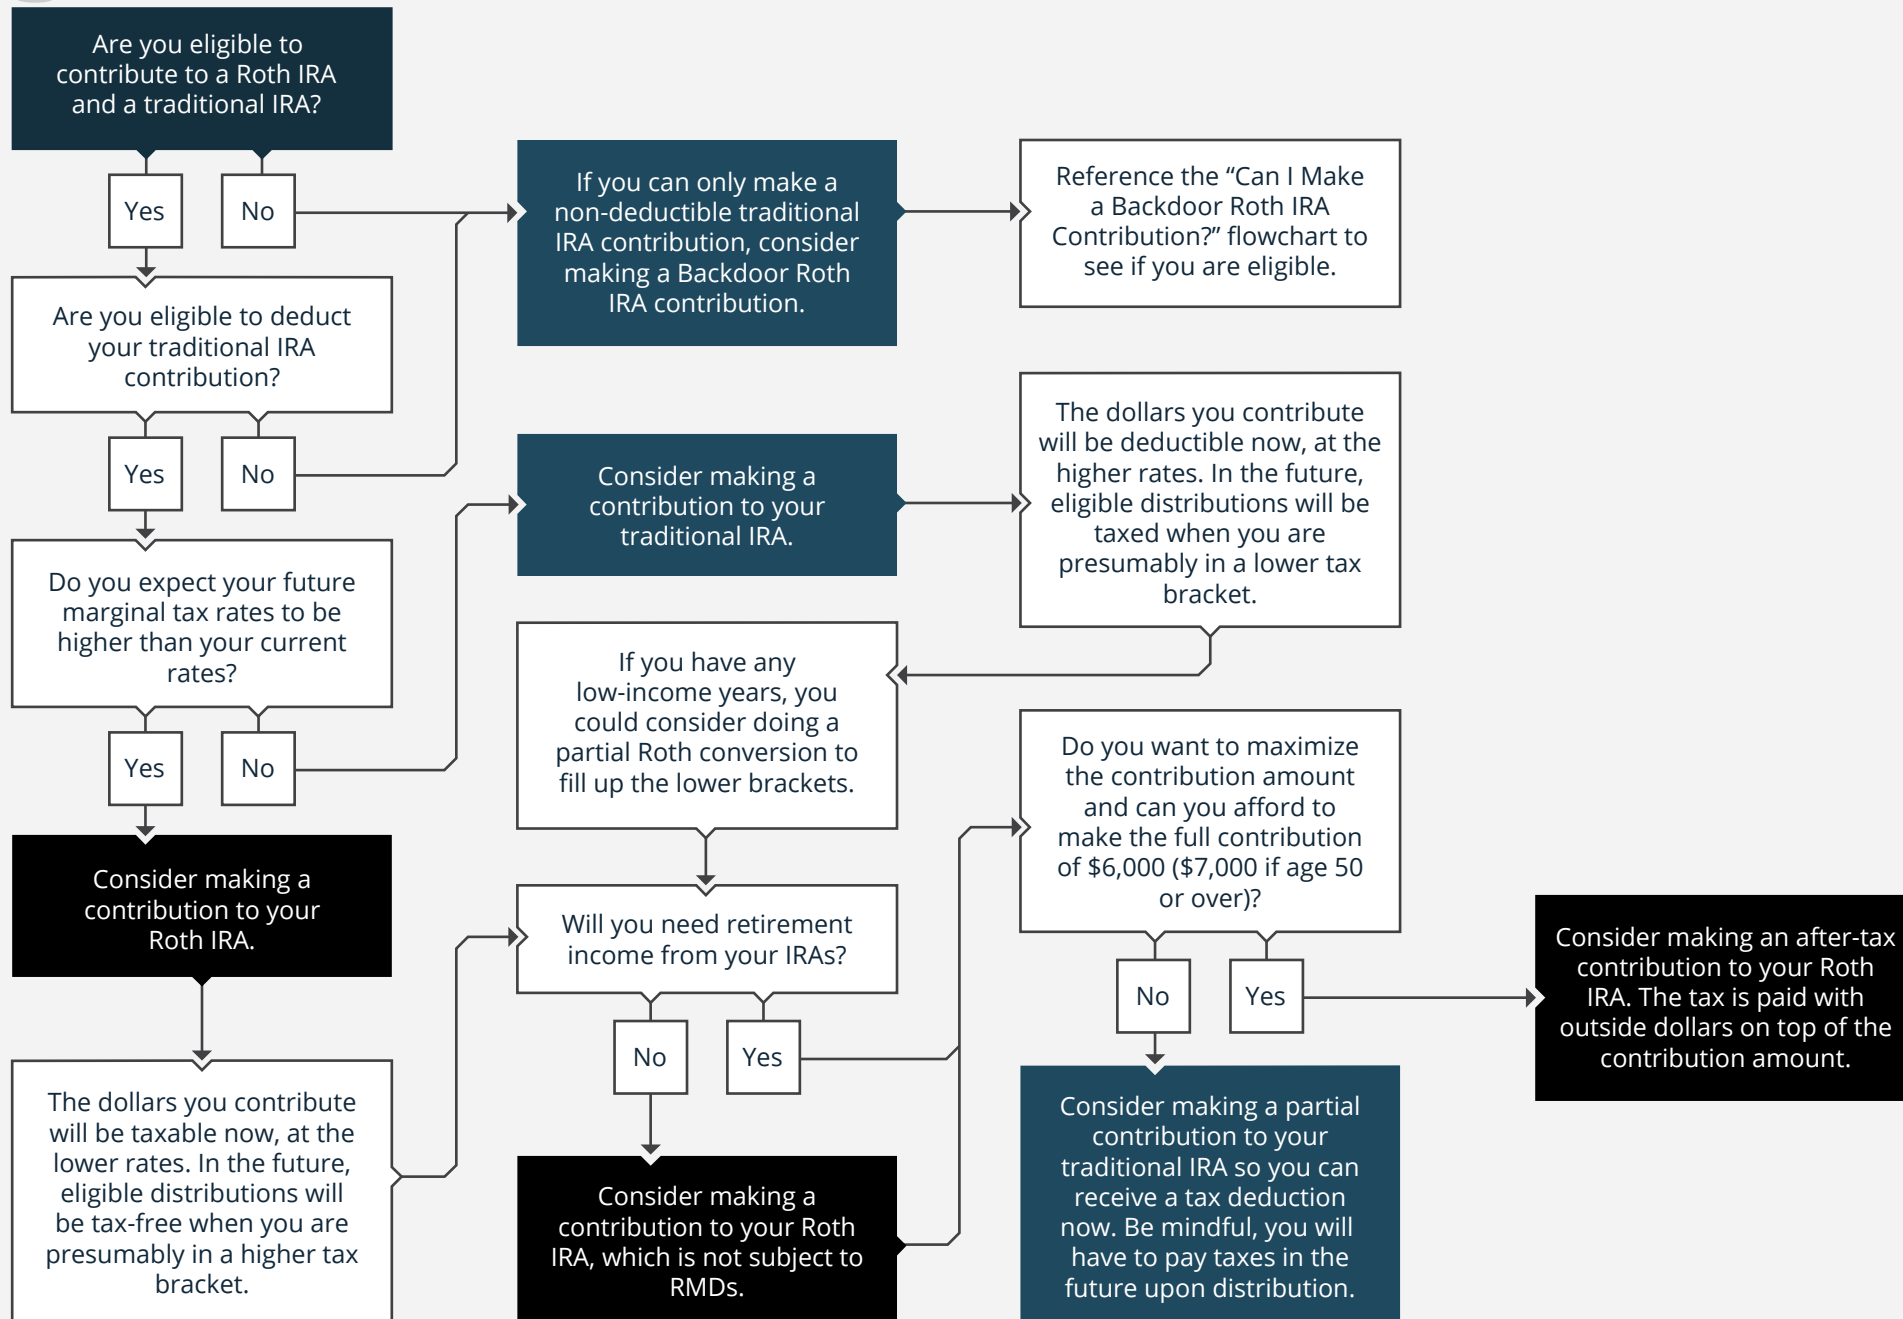 Are you eligible to
contribute to a Roth IRA
and a traditional IRA?
Yes
No
Are you eligible to deduct
your traditional IRA
contribution?
Yes
No
Do you expect your future
marginal tax rates to be
higher than your current
rates?
Yes
No
Consider making a
contribution to your
Roth IRA.
The dollars you contribute
will be taxable now, at the
lower rates. In the future,
eligible distributions will
be tax-free when you are
presumably in a higher tax
bracket.
If you can only make a
non-deductible traditional
IRA contribution, consider
making a Backdoor Roth
IRA contribution.
Reference the “Can I Make
a Backdoor Roth IRA
Contribution?” flowchart to
see if you are eligible.
Consider making a
contribution to your
traditional IRA.
The dollars you contribute
will be deductible now, at the
higher rates. In the future,
eligible distributions will be
taxed when you are
presumably in a lower tax
bracket.
If you have any
low-income years, you
could consider doing a
partial Roth conversion to
fill up the lower brackets.
Will you need retirement
income from your IRAs?
No
Yes
Consider making a
contribution to your Roth
IRA, which is not subject to
RMDs.
Do you want to maximize
the contribution amount
and can you afford to
make the full contribution
of $6,000 ($7,000 if age 50
or over)?
No
Yes
Consider making a partial
contribution to your
traditional IRA so you can
receive a tax deduction
now. Be mindful, you will
have to pay taxes in the
future upon distribution.
Consider making an after-tax
contribution to your Roth
IRA. The tax is paid with
outside dollars on top of the
contribution amount.